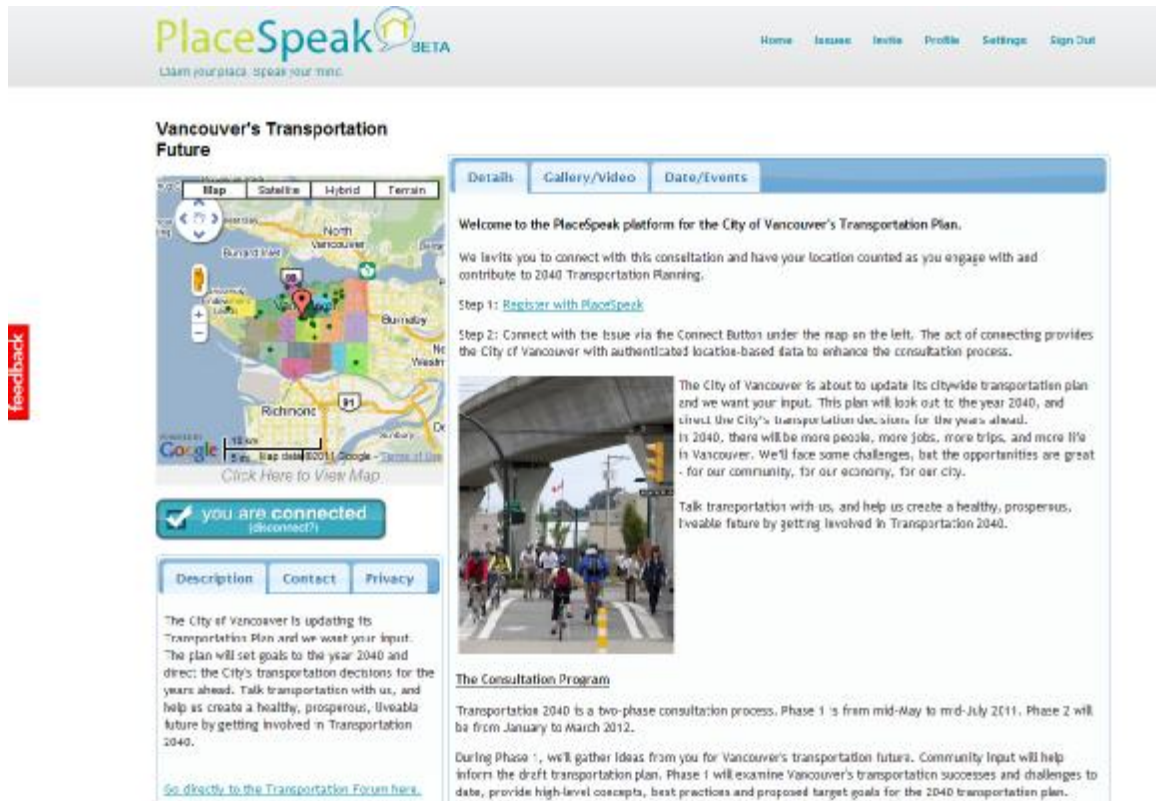 PlaceSpeak BETA
Claim your place. Speak your mind.
Home Issues Invite Profile Settings Sign Out
Vancouver's Transportation
Future
Map Satellite Hybrid Terrain
North
Vancouver
Burrard Inlet
Burnaby
Richmond
91
Google
10 km
5 mi Map data ©2011 Google - Terms of Use
Click Here to View Map
you are connected
(disconnect?)
Description Contact Privacy
The City of Vancouver is updating its
Transportation Plan and we want your input.
The plan will set goals to the year 2040 and
direct the City's transportation decisions for the
years ahead. Talk transportation with us, and
help us create a healthy, prosperous, liveable
future by getting involved in Transportation
2040.
Go directly to the Transportation Forum here.
feedback
Details Gallery/Video Date/Events
Welcome to the PlaceSpeak platform for the City of Vancouver's Transportation Plan.
We invite you to connect with this consultation and have your location counted as you engage with and
contribute to 2040 Transportation Planning.
Step 1: Register with PlaceSpeak
Step 2: Connect with the Issue via the Connect Button under the map on the left. The act of connecting provides
the City of Vancouver with authenticated location-based data to enhance the consultation process.
The City of Vancouver is about to update its citywide transportation plan
and we want your input. This plan will look out to the year 2040, and
direct the City's transportation decisions for the years ahead.
In 2040, there will be more people, more jobs, more trips, and more life
in Vancouver. We'll face some challenges, but the opportunities are great
- for our community, for our economy, for our city.
Talk transportation with us, and help us create a healthy, prosperous,
liveable future by getting involved in Transportation 2040.
The Consultation Program
Transportation 2040 is a two-phase consultation process. Phase 1 is from mid-May to mid-July 2011. Phase 2 will
be from January to March 2012.
During Phase 1, we'll gather ideas from you for Vancouver's transportation future. Community input will help
inform the draft transportation plan. Phase 1 will examine Vancouver's transportation successes and challenges to
date, provide high-level concepts, best practices and proposed target goals for the 2040 transportation plan.